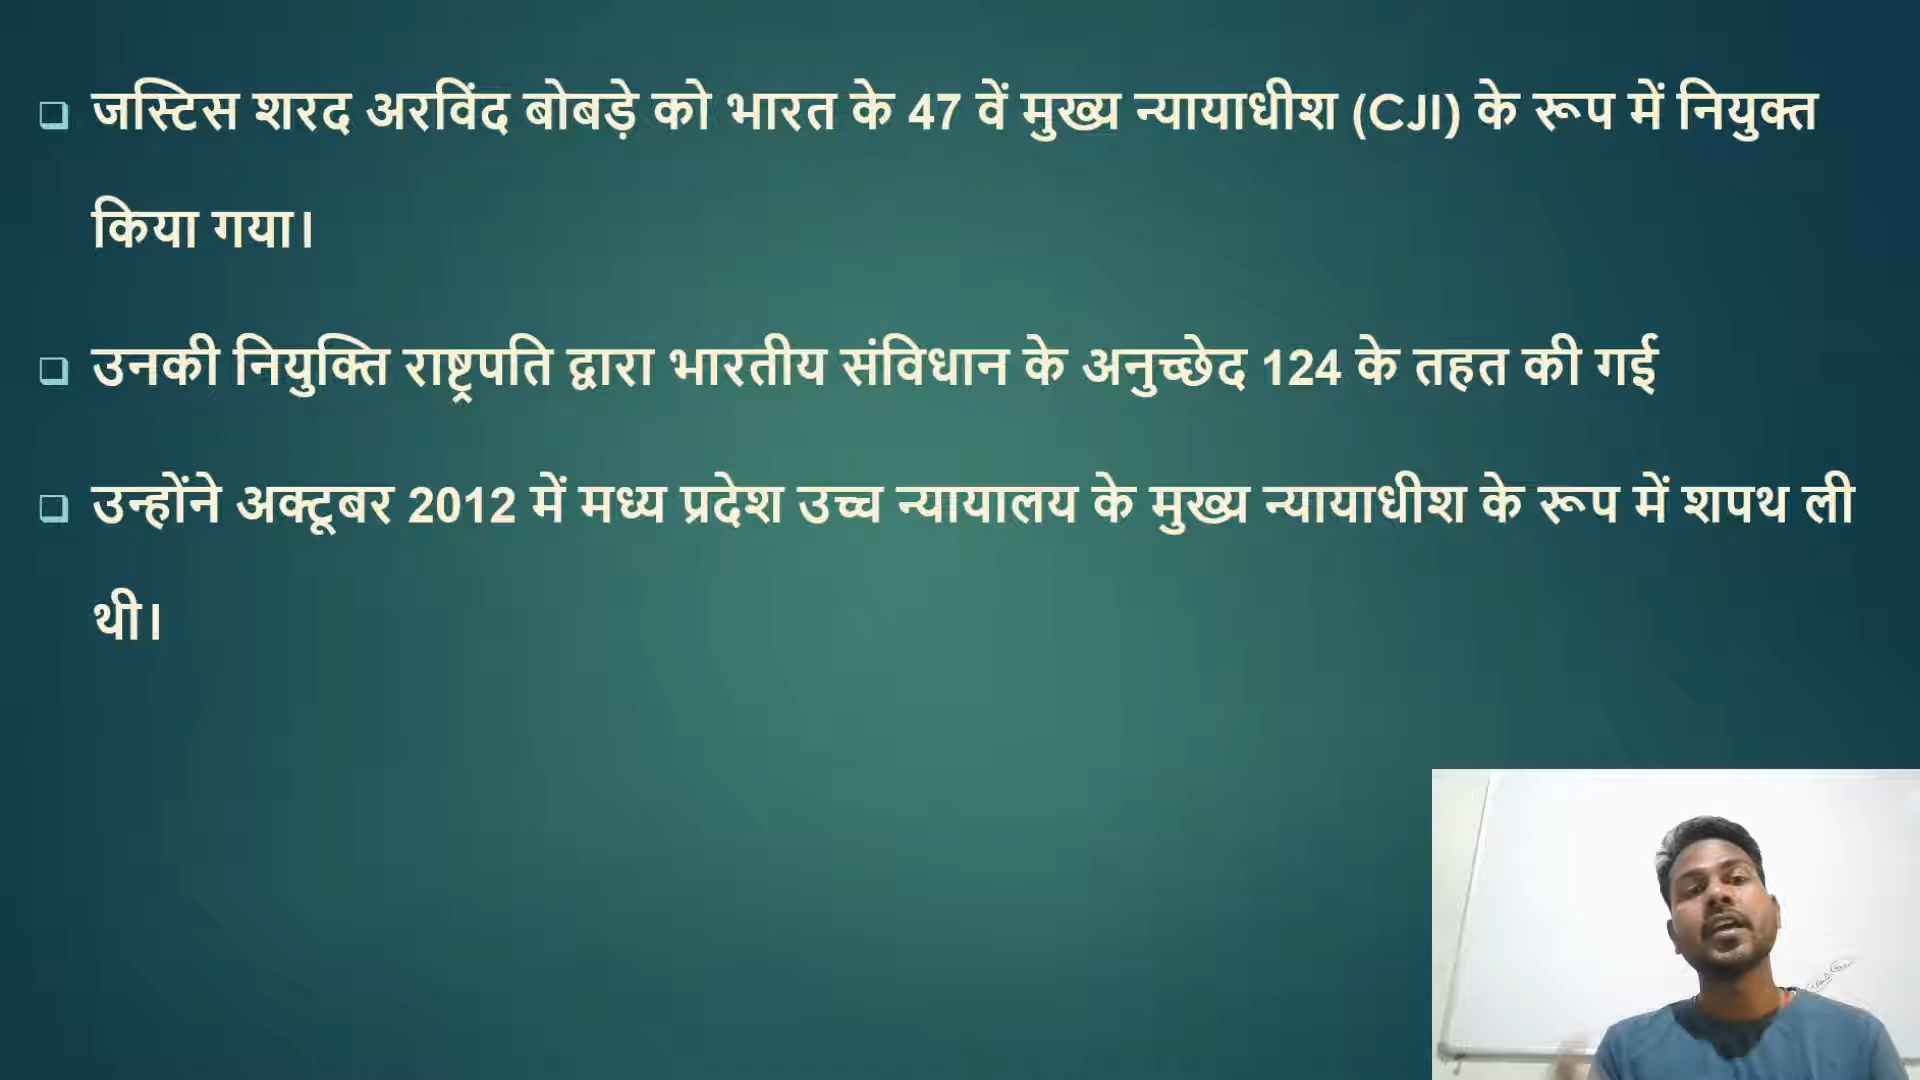 जस्टिस शरद अरविंद बोबड़े को भारत के 47 वें मुख्य न्यायाधीश (CJI) के रूप में नियुक्त
किया गया।
उनकी नियुक्ति राष्ट्रपति द्वारा भारतीय संविधान के अनुच्छेद 124 के तहत की गई
उन्होंने अक्टूबर 2012 में मध्य प्रदेश उच्च न्यायालय के मुख्य न्यायाधीश के रूप में शपथ ली
थी।